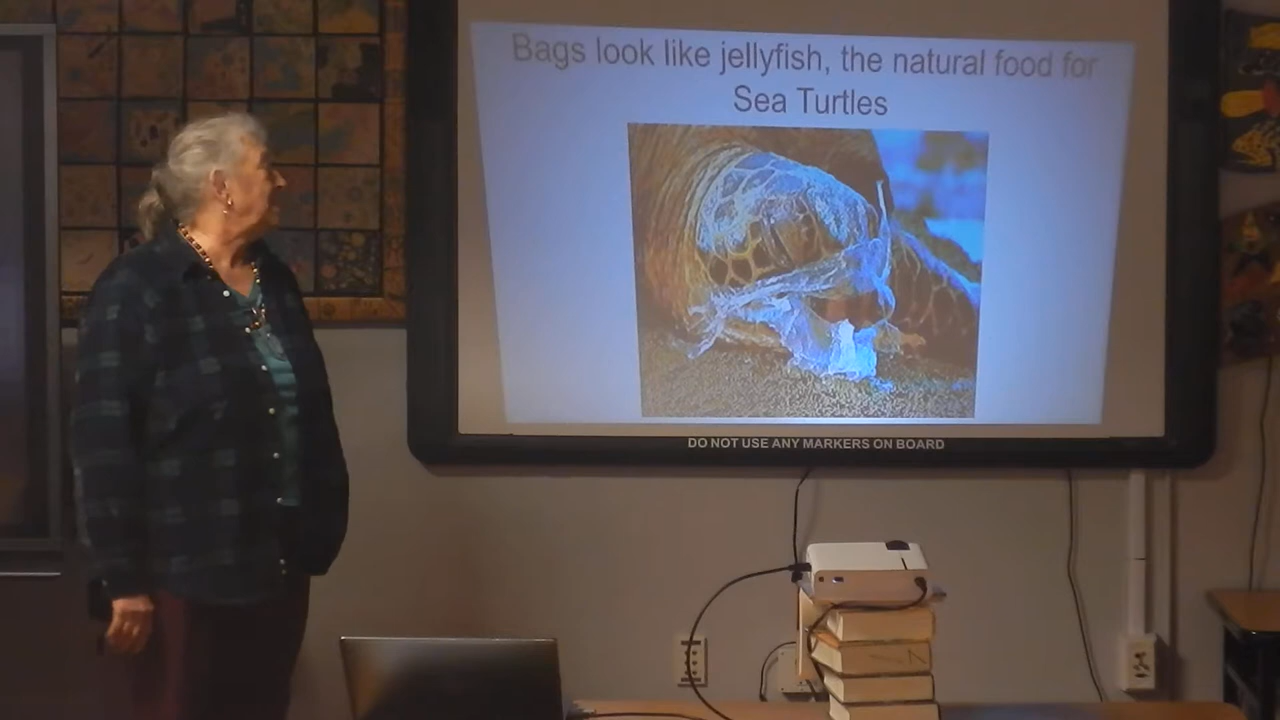 Bags look like jellyfish, the natural food for
Sea Turtles
DO NOT USE ANY MARKERS ON BOARD